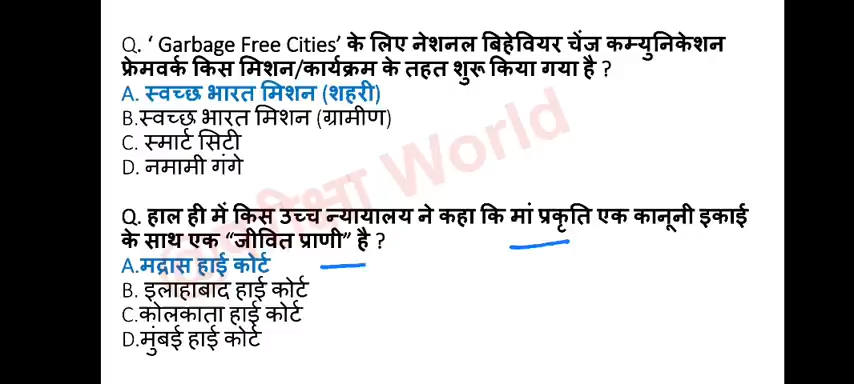 Q. ‘ Garbage Free Cities’ के लिए नेशनल बिहेवियर चेंज कम्युनिकेशन
फ्रेमवर्क किस मिशन/कार्यक्रम के तहत शुरू किया गया है ?
A. स्वच्छ भारत मिशन (शहरी)
B.स्वच्छ भारत मिशन (ग्रामीण)
C. स्मार्ट सिटी
D. नमामी गंगे
Q. हाल ही में किस उच्च न्यायालय ने कहा कि मां प्रकृति एक कानूनी इकाई
के साथ एक “जीवित प्राणी” है ?
A.मद्रास हाई कोर्ट
B. इलाहाबाद हाई कोर्ट
C.कोलकाता हाई कोर्ट
D.मुंबई हाई कोर्ट
World